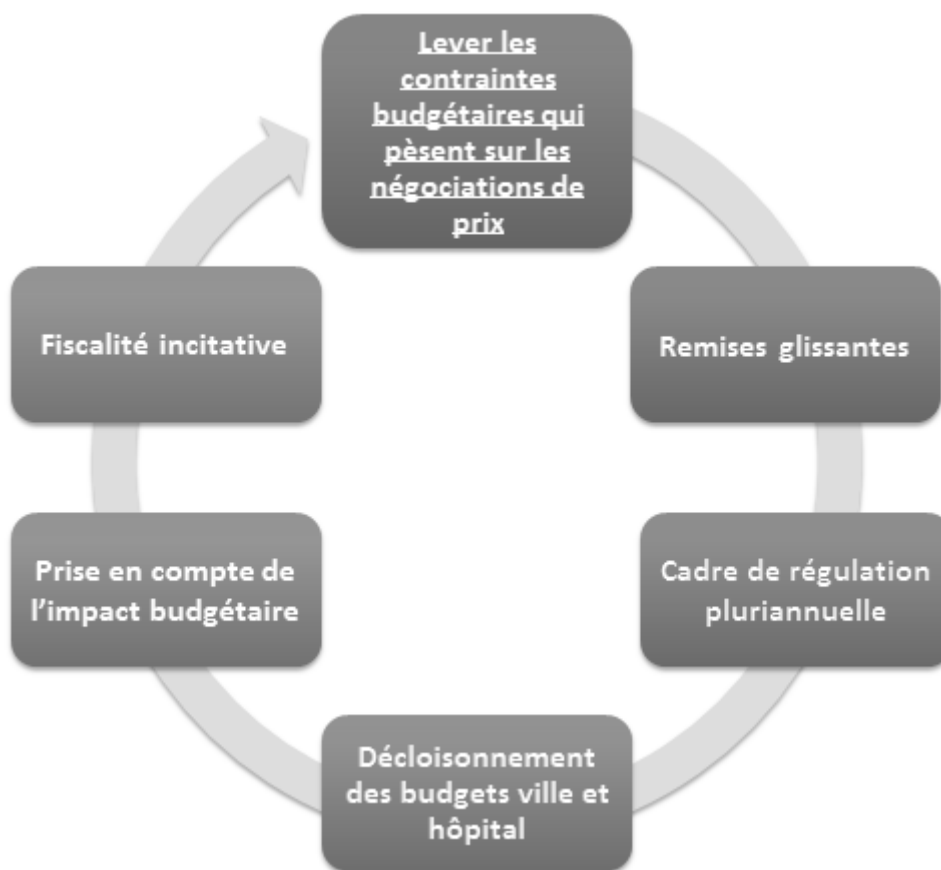 Lever les
contraintes
budgétaires qui
pèsent sur les
négociations de
prix
Remises glissantes
Cadre de régulation
pluriannuelle
Décloisonnement
des budgets ville et
hôpital
Prise en compte de
l'impact budgétaire
Fiscalité incitative